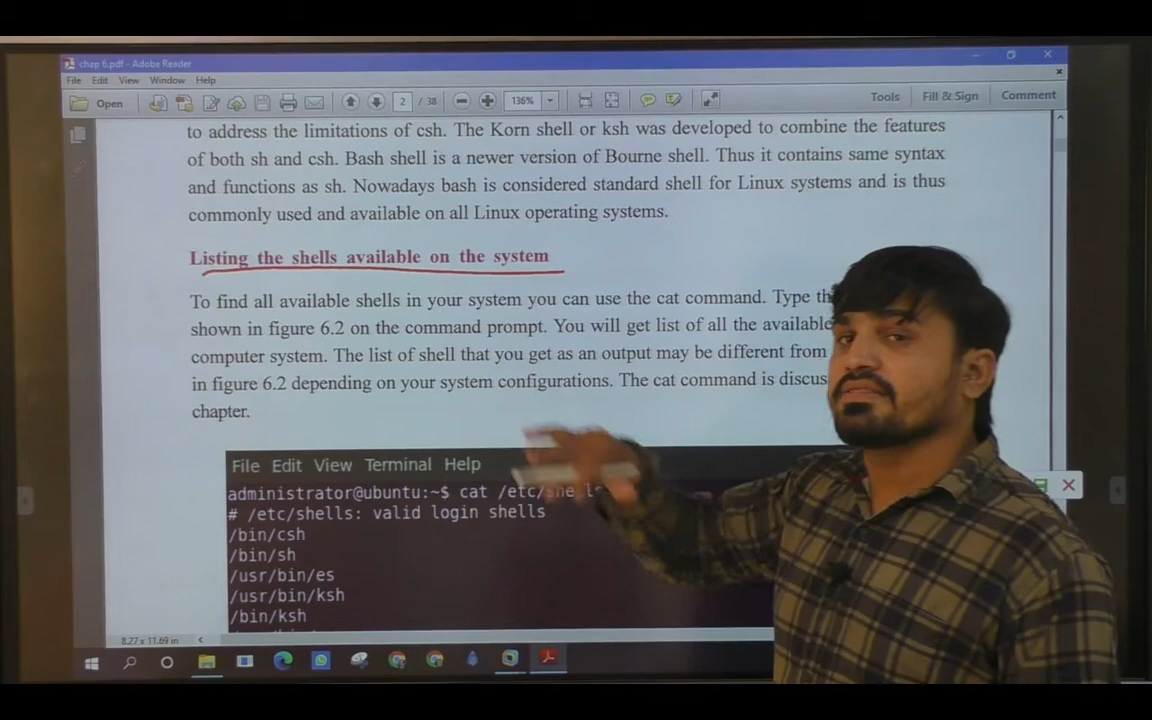 chap 6.pdf - Adobe Reader
File Edit View Window Help
Open 2 / 38 136% Tools Fill & Sign Comment
to address the limitations of csh. The Korn shell or ksh was developed to combine the features
of both sh and csh. Bash shell is a newer version of Bourne shell. Thus it contains same syntax
and functions as sh. Nowadays bash is considered standard shell for Linux systems and is thus
commonly used and available on all Linux operating systems.
Listing the shells available on the system
To find all available shells in your system you can use the cat command. Type th
shown in figure 6.2 on the command prompt. You will get list of all the available
computer system. The list of shell that you get as an output may be different from
in figure 6.2 depending on your system configurations. The cat command is discus
chapter.
File Edit View Terminal Help
administrator@ubuntu:~$ cat /etc/shells
# /etc/shells: valid login shells
/bin/csh
/bin/sh
/usr/bin/es
/usr/bin/ksh
/bin/ksh
8.27 x 11.69 in